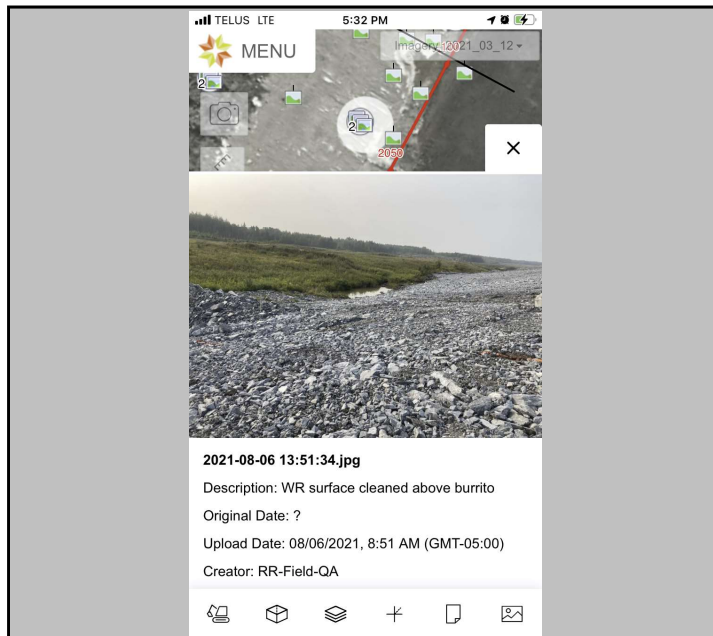 TELUS LTE
5:32 PM
MENU
Imagery 2021_03_12
2
2
2050
2021-08-06 13:51:34.jpg
Description: WR surface cleaned above burrito
Original Date: ?
Upload Date: 08/06/2021, 8:51 AM (GMT-05:00)
Creator: RR-Field-QA